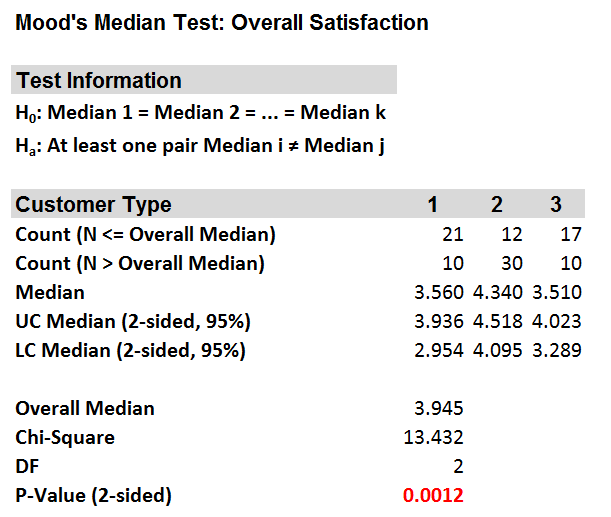 Mood's Median Test: Overall Satisfaction
Test Information
H0: Median 1 = Median 2 = ... = Median k
Ha: At least one pair Median i ≠ Median j
Customer Type 1 2 3
Count (N <= Overall Median) 21 12 17
Count (N > Overall Median) 10 30 10
Median 3.560 4.340 3.510
UC Median (2-sided, 95%) 3.936 4.518 4.023
LC Median (2-sided, 95%) 2.954 4.095 3.289
Overall Median 3.945
Chi-Square 13.432
DF 2
P-Value (2-sided) 0.0012